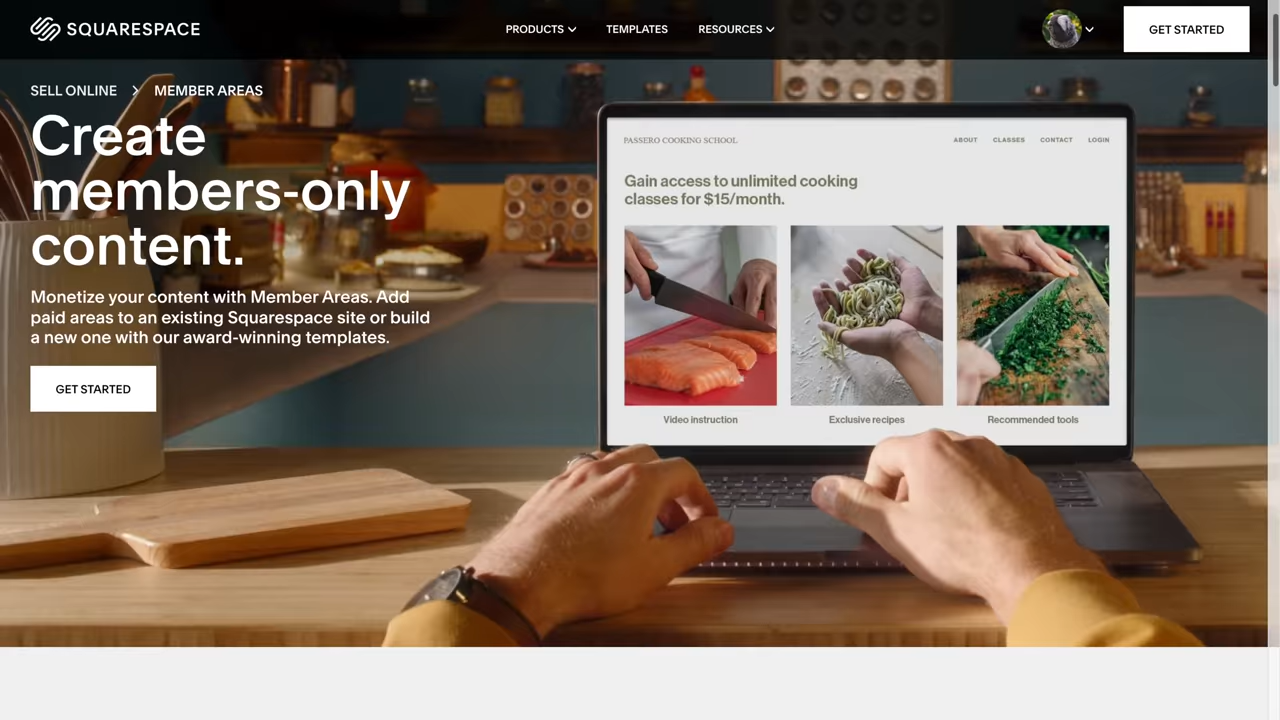 SQUARESPACE
PRODUCTS
TEMPLATES
RESOURCES
GET STARTED
SELL ONLINE > MEMBER AREAS
Create
members-only
content.
Monetize your content with Member Areas. Add
paid areas to an existing Squarespace site or build
a new one with our award-winning templates.
GET STARTED
PASSERO COOKING SCHOOL
ABOUT
CLASSES
CONTACT
LOGIN
Gain access to unlimited cooking
classes for $15/month.
Video instruction
Exclusive recipes
Recommended tools